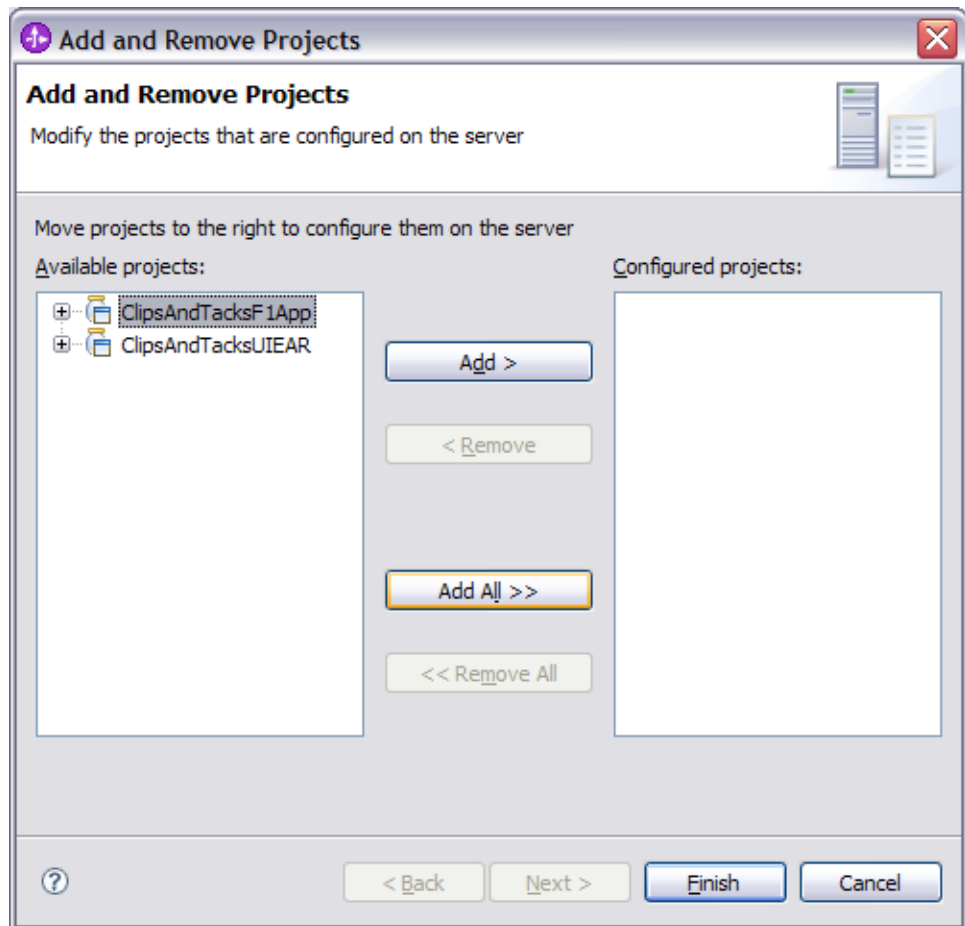 Add and Remove Projects
Add and Remove Projects
Modify the projects that are configured on the server
Move projects to the right to configure them on the server
Available projects:
Configured projects:
ClipsAndTacksF1App
ClipsAndTacksUIEAR
Add >
< Remove
Add All >>
<< Remove All
?
< Back
Next >
Finish
Cancel